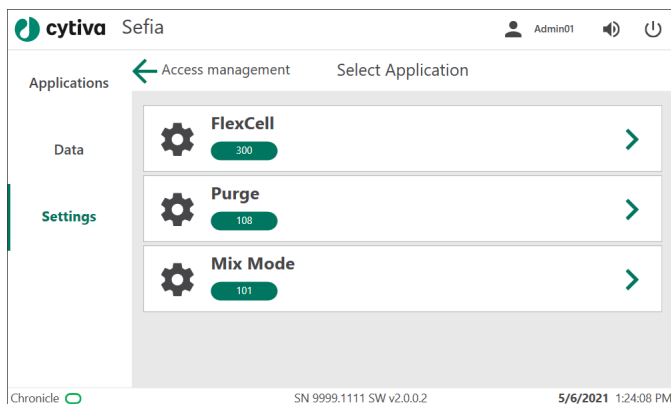 cytiva Sefia Admin01
Applications
Data
Settings
Access management Select Application
FlexCell
300
Purge
108
Mix Mode
101
Chronicle SN 9999.1111 SW v2.0.0.2 5/6/2021 1:24:08 PM